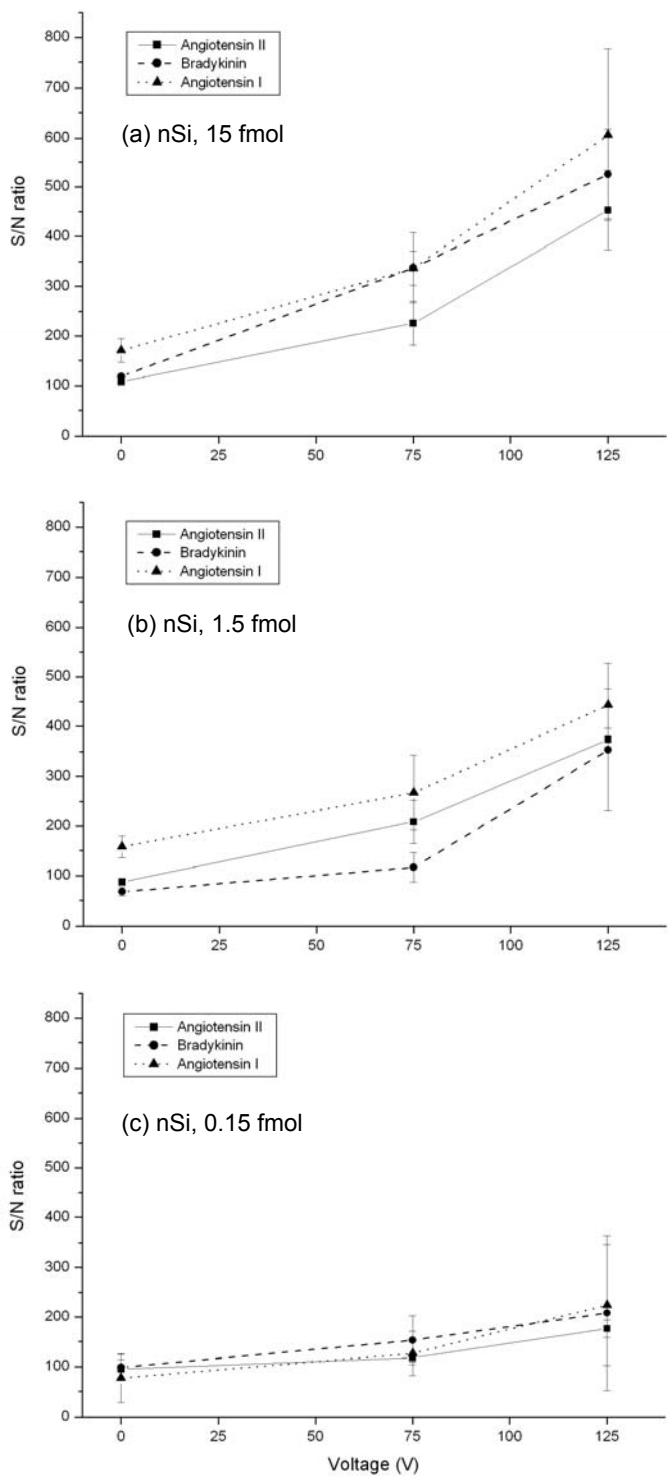 Angiotensin II
Bradykinin
Angiotensin I
(a) nSi, 15 fmol
S/N ratio
800
700
600
500
400
300
200
100
0
0 25 50 75 100 125
Angiotensin II
Bradykinin
Angiotensin I
(b) nSi, 1.5 fmol
S/N ratio
800
700
600
500
400
300
200
100
0
0 25 50 75 100 125
Angiotensin II
Bradykinin
Angiotensin I
(c) nSi, 0.15 fmol
S/N ratio
800
700
600
500
400
300
200
100
0
0 25 50 75 100 125
Voltage (V)